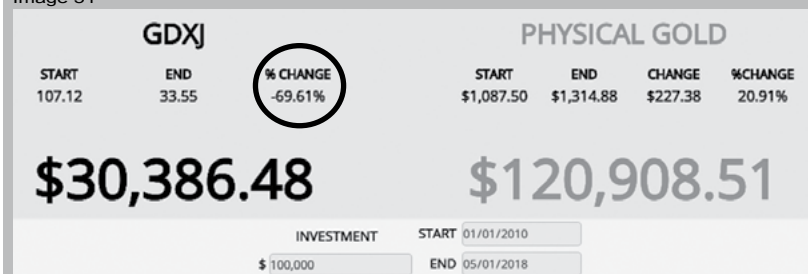 GDXJ
START END % CHANGE
107.12 33.55 -69.61%
$30,386.48
PHYSICAL GOLD
START END CHANGE %CHANGE
$1,087.50 $1,314.88 $227.38 20.91%
$120,908.51
INVESTMENT START 01/01/2010
$ 100,000 END 05/01/2018